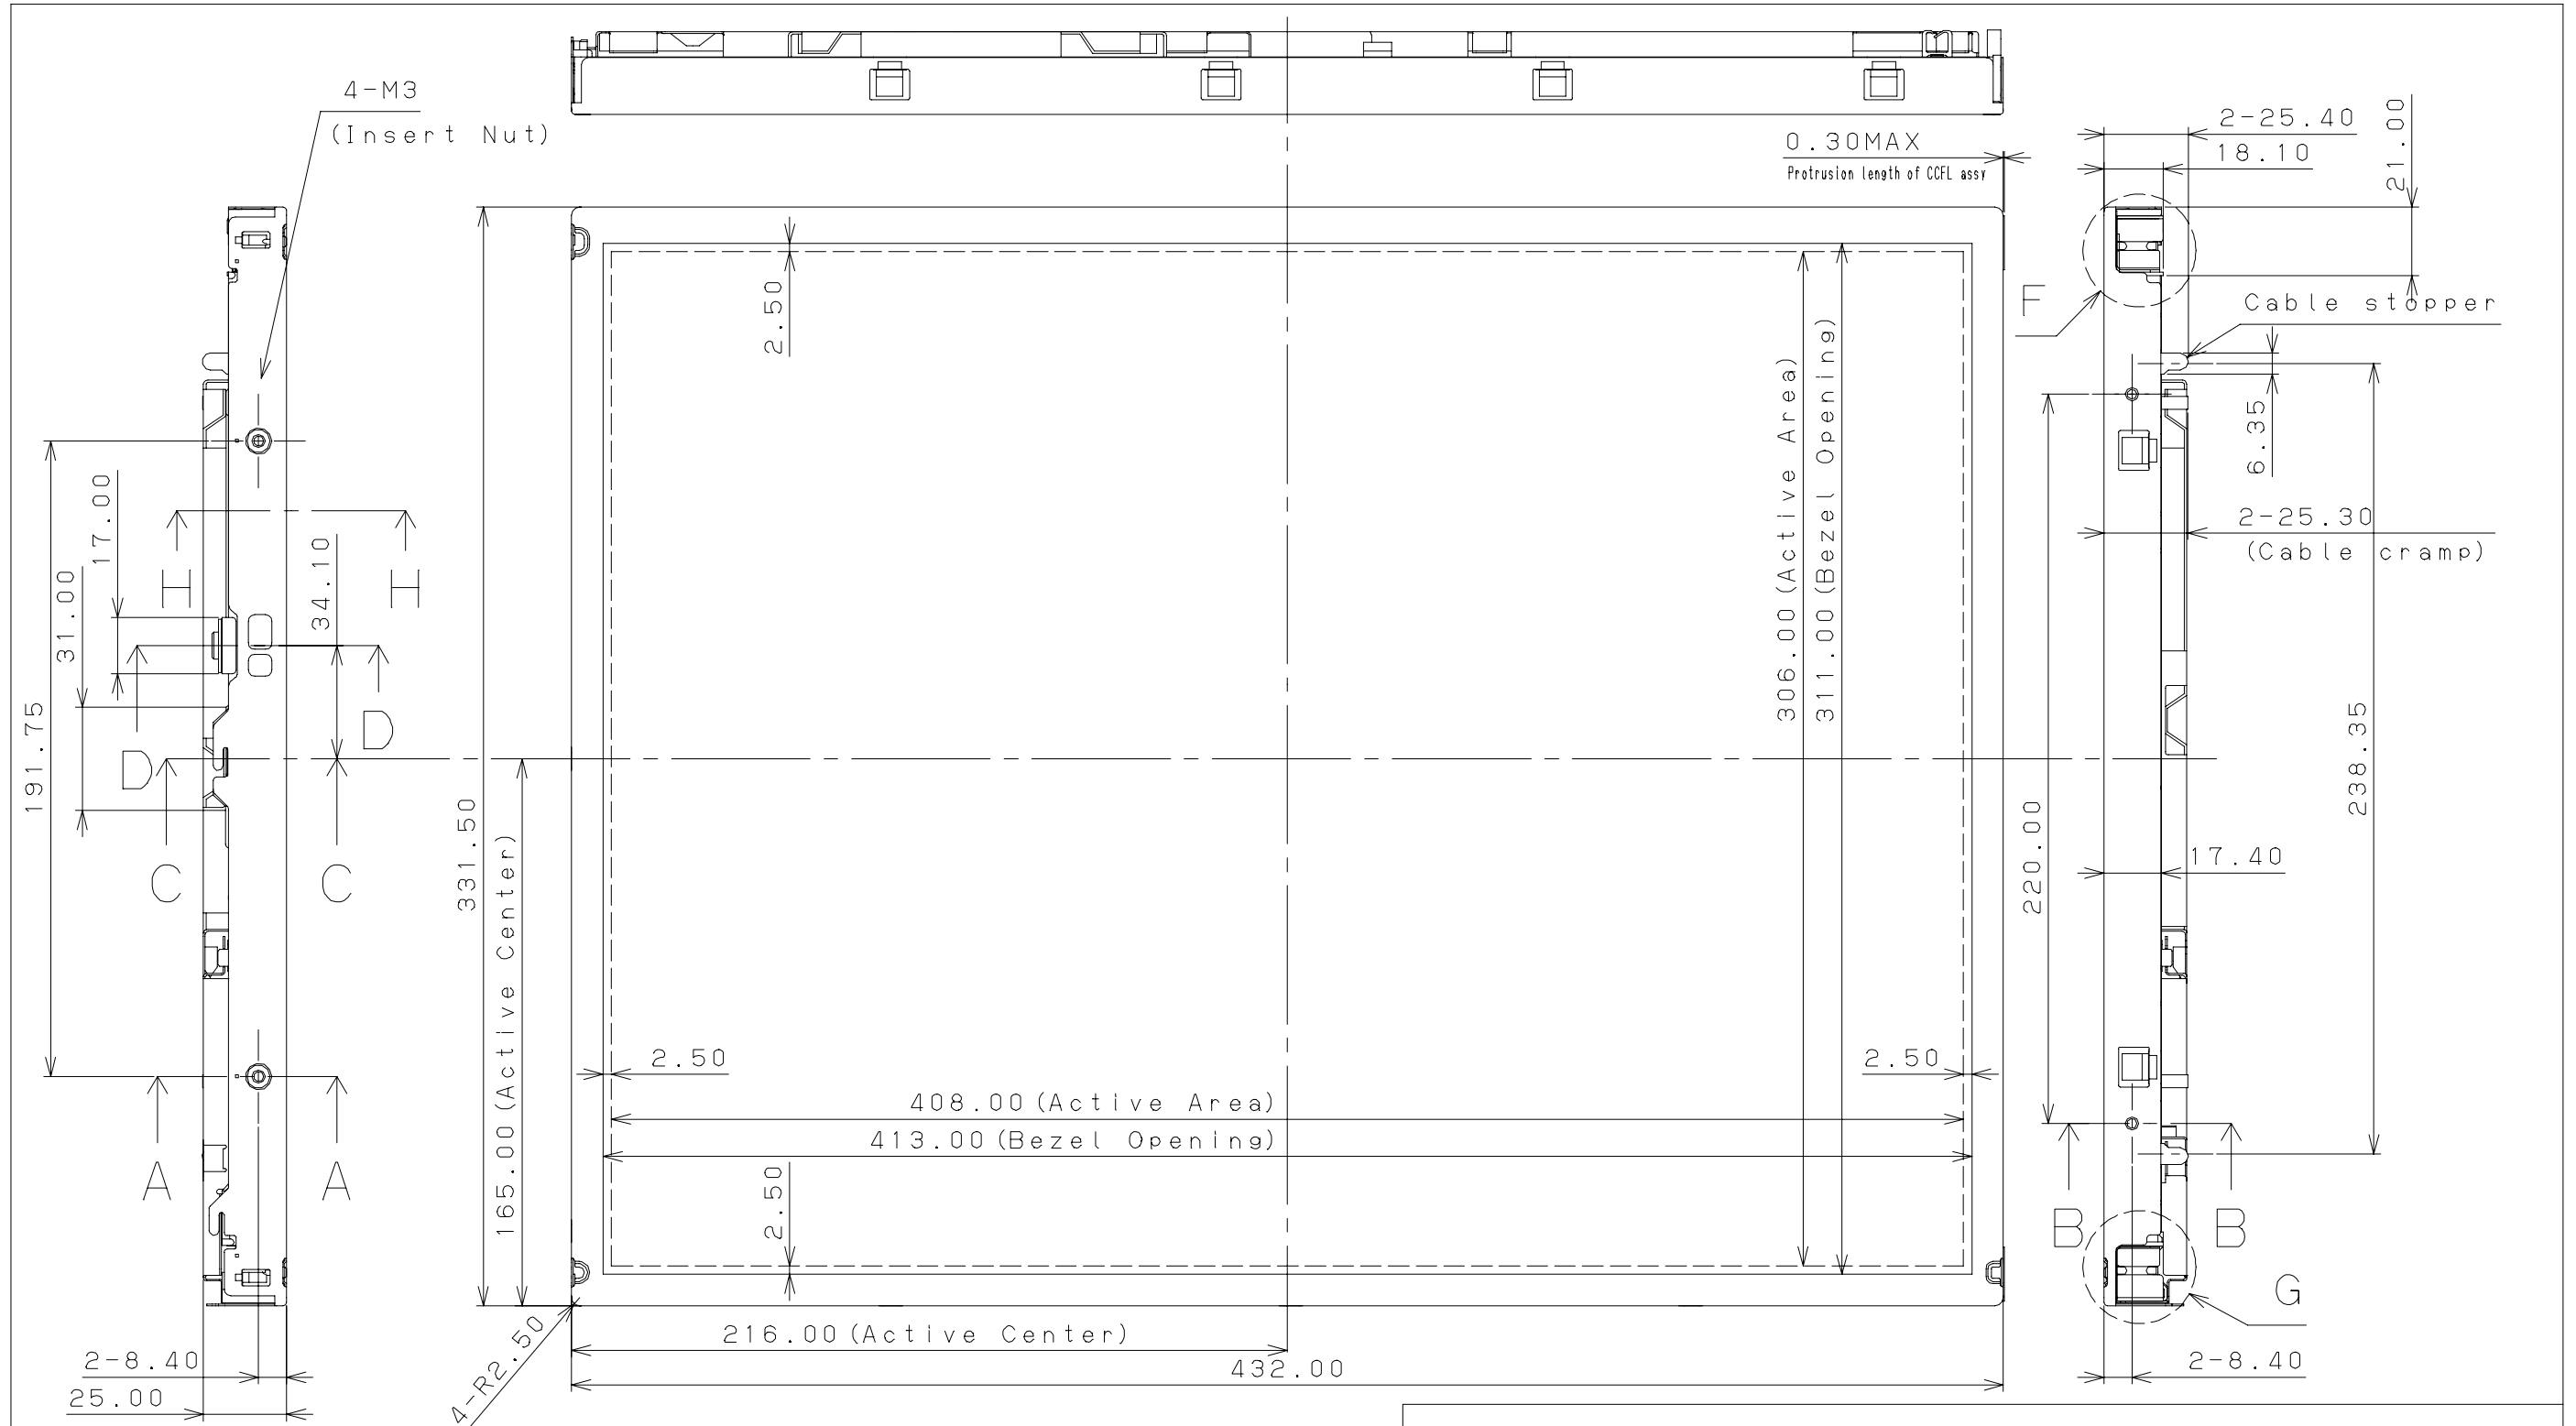 4-M3
(Insert Nut)
0.30MAX
Protrusion length of CCFL assy
2-25.40
18.10
21.00
F
Cable stopper
6.35
2-25.30
(Cable cramp)
2.50
306.00(Active Area)
311.00(Bezel Opening)
17.00
31.00
34.10
191.75
H
H
D
D
C
C
A
A
331.50
165.00(Active Center)
2.50
2.50
408.00(Active Area)
413.00(Bezel Opening)
2.50
220.00
238.35
17.40
B
B
G
216.00(Active Center)
432.00
4-R2.50
2-8.40
25.00
2-8.40